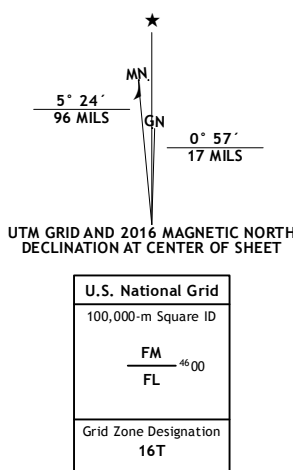 MN.
GN
5° 24´
96 MILS
0° 57´
17 MILS
UTM GRID AND 2016 MAGNETIC NORTH
DECLINATION AT CENTER OF SHEET
U.S. National Grid
100,000-m Square ID
FM
4600
FL
Grid Zone Designation
16T